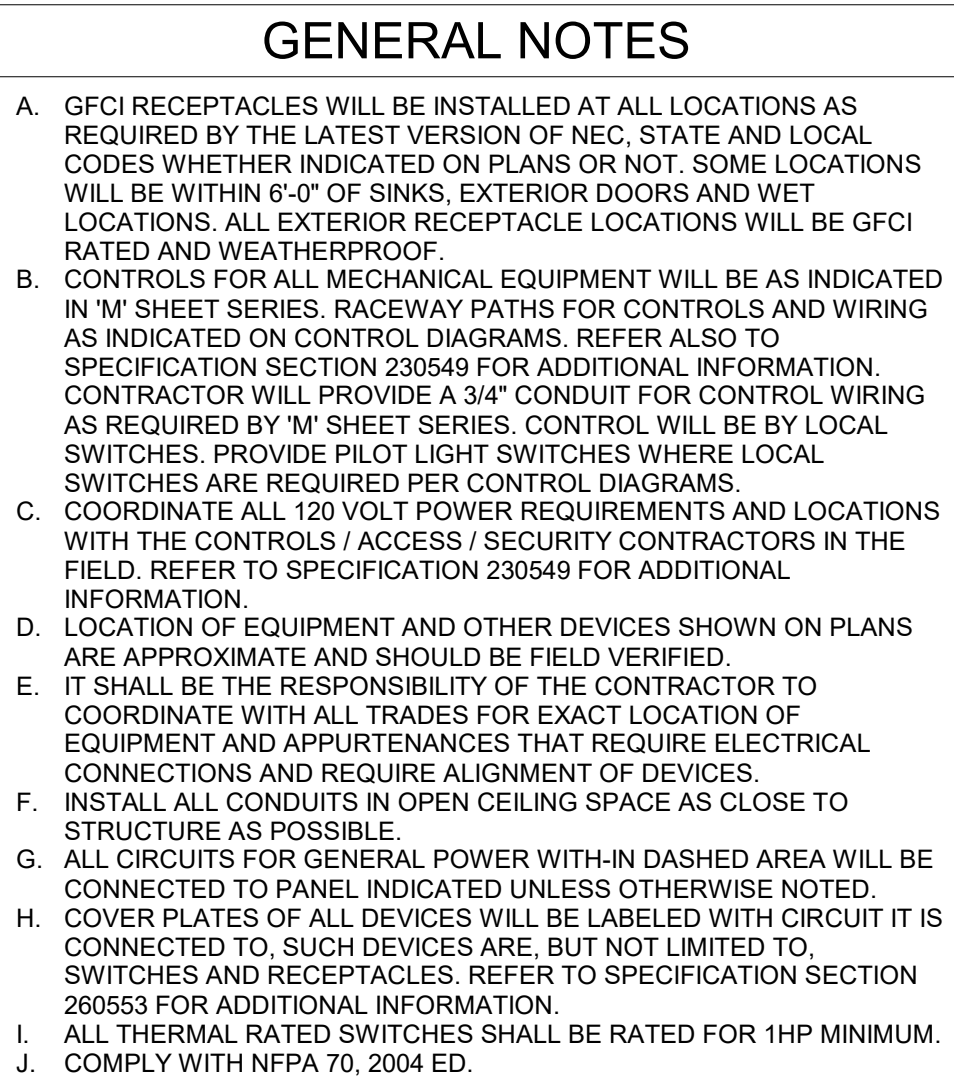 GENERAL NOTES
A. GFCI RECEPTACLES WILL BE INSTALLED AT ALL LOCATIONS AS
REQUIRED BY THE LATEST VERSION OF NEC, STATE AND LOCAL
CODES WHETHER INDICATED ON PLANS OR NOT. SOME LOCATIONS
WILL BE WITHIN 6'-0" OF SINKS, EXTERIOR DOORS AND WET
LOCATIONS. ALL EXTERIOR RECEPTACLE LOCATIONS WILL BE GFCI
RATED AND WEATHERPROOF.
B. CONTROLS FOR ALL MECHANICAL EQUIPMENT WILL BE AS INDICATED
IN 'M' SHEET SERIES. RACEWAY PATHS FOR CONTROLS AND WIRING
AS INDICATED ON CONTROL DIAGRAMS. REFER ALSO TO
SPECIFICATION SECTION 230549 FOR ADDITIONAL INFORMATION.
CONTRACTOR WILL PROVIDE A 3/4" CONDUIT FOR CONTROL WIRING
AS REQUIRED BY 'M' SHEET SERIES. CONTROL WILL BE BY LOCAL
SWITCHES. PROVIDE PILOT LIGHT SWITCHES WHERE LOCAL
SWITCHES ARE REQUIRED PER CONTROL DIAGRAMS.
C. COORDINATE ALL 120 VOLT POWER REQUIREMENTS AND LOCATIONS
WITH THE CONTROLS / ACCESS / SECURITY CONTRACTORS IN THE
FIELD. REFER TO SPECIFICATION 230549 FOR ADDITIONAL
INFORMATION.
D. LOCATION OF EQUIPMENT AND OTHER DEVICES SHOWN ON PLANS
ARE APPROXIMATE AND SHOULD BE FIELD VERIFIED.
E. IT SHALL BE THE RESPONSIBILITY OF THE CONTRACTOR TO
COORDINATE WITH ALL TRADES FOR EXACT LOCATION OF
EQUIPMENT AND APPURTENANCES THAT REQUIRE ELECTRICAL
CONNECTIONS AND REQUIRE ALIGNMENT OF DEVICES.
F. INSTALL ALL CONDUITS IN OPEN CEILING SPACE AS CLOSE TO
STRUCTURE AS POSSIBLE.
G. ALL CIRCUITS FOR GENERAL POWER WITH-IN DASHED AREA WILL BE
CONNECTED TO PANEL INDICATED UNLESS OTHERWISE NOTED.
H. COVER PLATES OF ALL DEVICES WILL BE LABELED WITH CIRCUIT IT IS
CONNECTED TO, SUCH DEVICES ARE, BUT NOT LIMITED TO,
SWITCHES AND RECEPTACLES. REFER TO SPECIFICATION SECTION
260553 FOR ADDITIONAL INFORMATION.
I. ALL THERMAL RATED SWITCHES SHALL BE RATED FOR 1HP MINIMUM.
J. COMPLY WITH NFPA 70, 2004 ED.